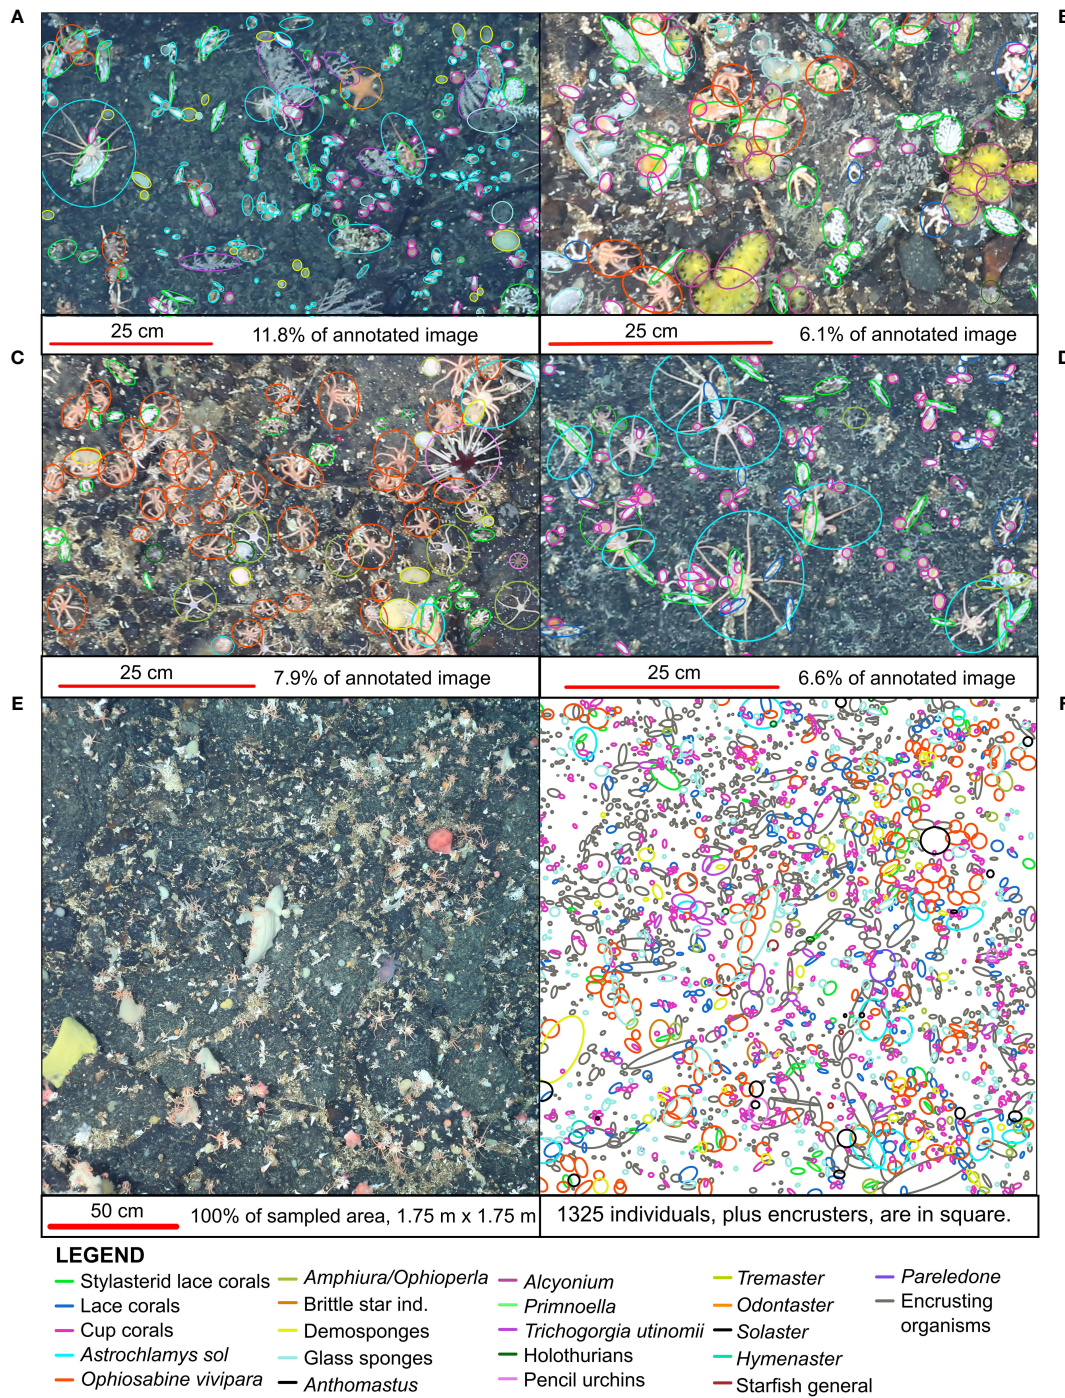 A
B
25 cm 11.8% of annotated image
25 cm 6.1% of annotated image
C
D
25 cm 7.9% of annotated image
25 cm 6.6% of annotated image
E
F
50 cm 100% of sampled area, 1.75 m x 1.75 m
1325 individuals, plus encrusters, are in square.
LEGEND
Stylasterid lace corals
Lace corals
Cup corals
Astrochlamys sol
Ophiosabine vivipara
Amphiura/Ophioperla
Brittle star ind.
Demosponges
Glass sponges
Anthomastus
Alcyonium
Primnoella
Trichogorgia utinomii
Holothurians
Pencil urchins
Tremaster
Odontaster
Solaster
Hymenaster
Starfish general
Pareledone
Encrusting
organisms